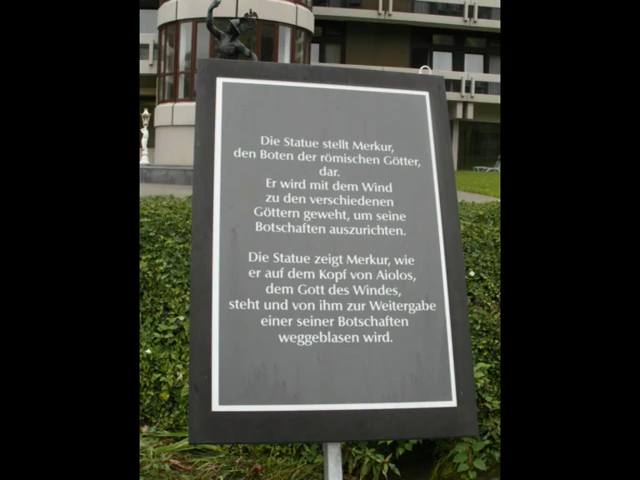 Die Statue stellt Merkur,
den Boten der römischen Götter,
dar.
Er wird mit dem Wind
zu den verschiedenen
Göttern geweht, um seine
Botschaften auszurichten.
Die Statue zeigt Merkur, wie
er auf dem Kopf von Aiolos,
dem Gott des Windes,
steht und von ihm zur Weitergabe
einer seiner Botschaften
weggeblasen wird.